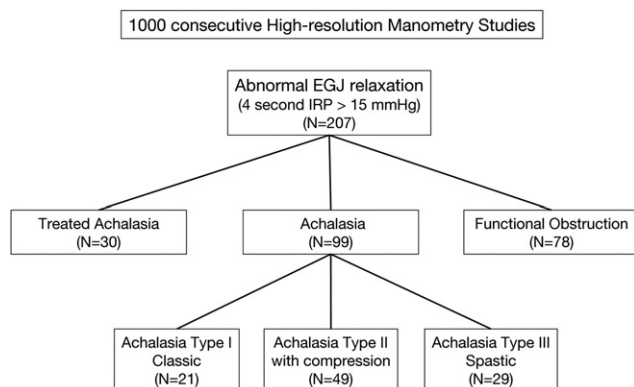 1000 consecutive High-resolution Manometry Studies
Abnormal EGJ relaxation
(4 second IRP > 15 mmHg)
(N=207)
Treated Achalasia
(N=30)
Achalasia
(N=99)
Functional Obstruction
(N=78)
Achalasia Type I
Classic
(N=21)
Achalasia Type II
with compression
(N=49)
Achalasia Type III
Spastic
(N=29)